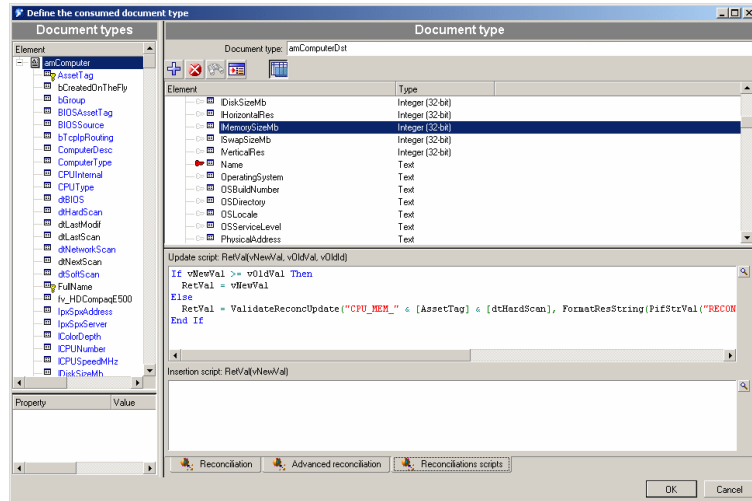 Define the consumed document type
Document types
Document type
Element
Document type: amComputerDst
amComputer
AssetTag
bCreatedOnTheFly
bGroup
BIOSAssetTag
BIOSSource
bTcpIpRouting
ComputerDesc
ComputerType
CPUInternal
CPUType
dtBIOS
dtHardScan
dtLastModif
dtLastScan
dtNetworkScan
dtNextScan
dtSoftScan
FullName
fv_HDCompaqE500
IpxSpxAddress
IpxSpxServer
lColorDepth
lCPUNumber
lCPUSpeedMHz
lDiskSizeMb
Element Type
lDiskSizeMb Integer (32-bit)
lHorizontalRes Integer (32-bit)
lMemorySizeMb Integer (32-bit)
lSwapSizeMb Integer (32-bit)
lVerticalRes Integer (32-bit)
Name Text
OperatingSystem Text
OSBuildNumber Text
OSDirectory Text
OSLocale Text
OSServiceLevel Text
PhysicalAddress Text
Update script: RetVal(vNewVal, vOldVal, vOldId)
If vNewVal >= vOldVal Then
RetVal = vNewVal
Else
RetVal = ValidateReconcUpdate("CPU_MEM_" & [AssetTag] & [dtHardScan], FormatResString(PifStrVal("RECON
End If
Insertion script: RetVal(vNewVal)
Property Value
Reconciliation Advanced reconciliation Reconciliations scripts
OK Cancel